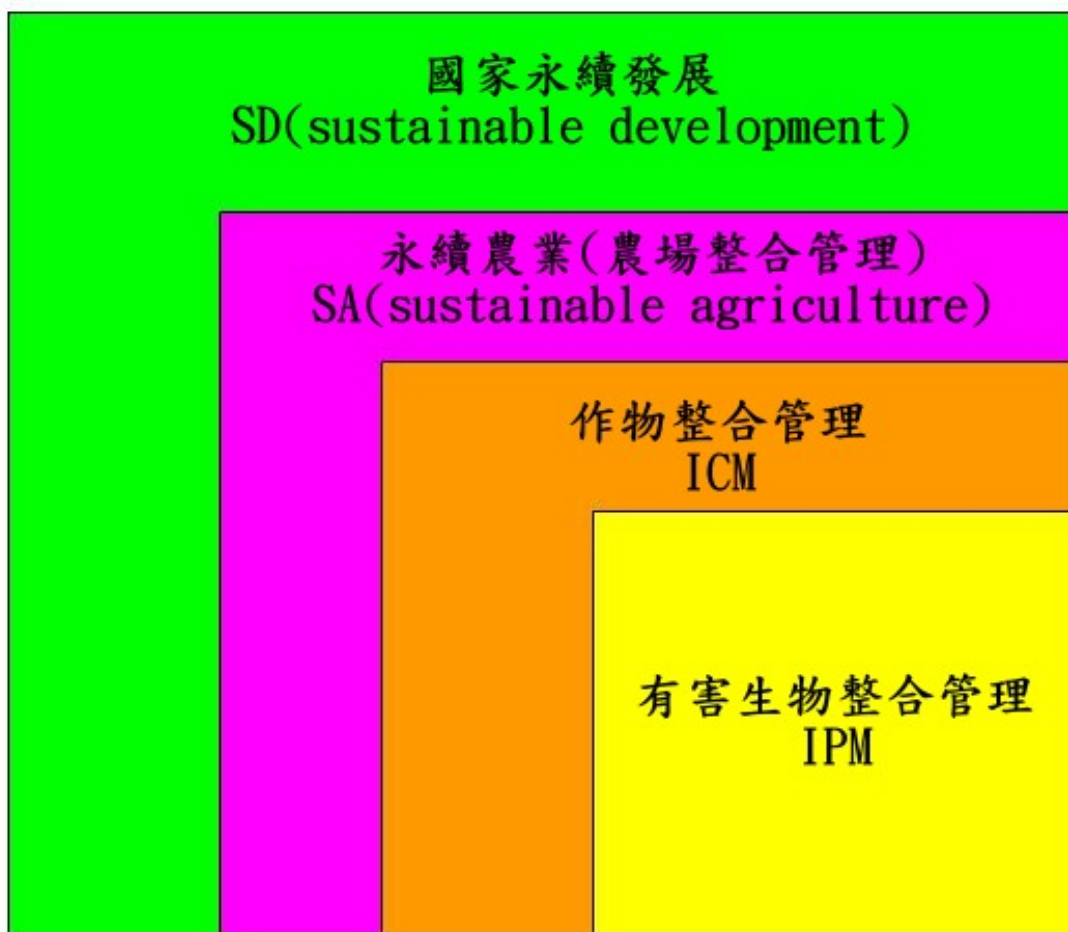 國家永續發展
SD(sustainable development)
永續農業(農場整合管理)
SA(sustainable agriculture)
作物整合管理
ICM
有害生物整合管理
IPM